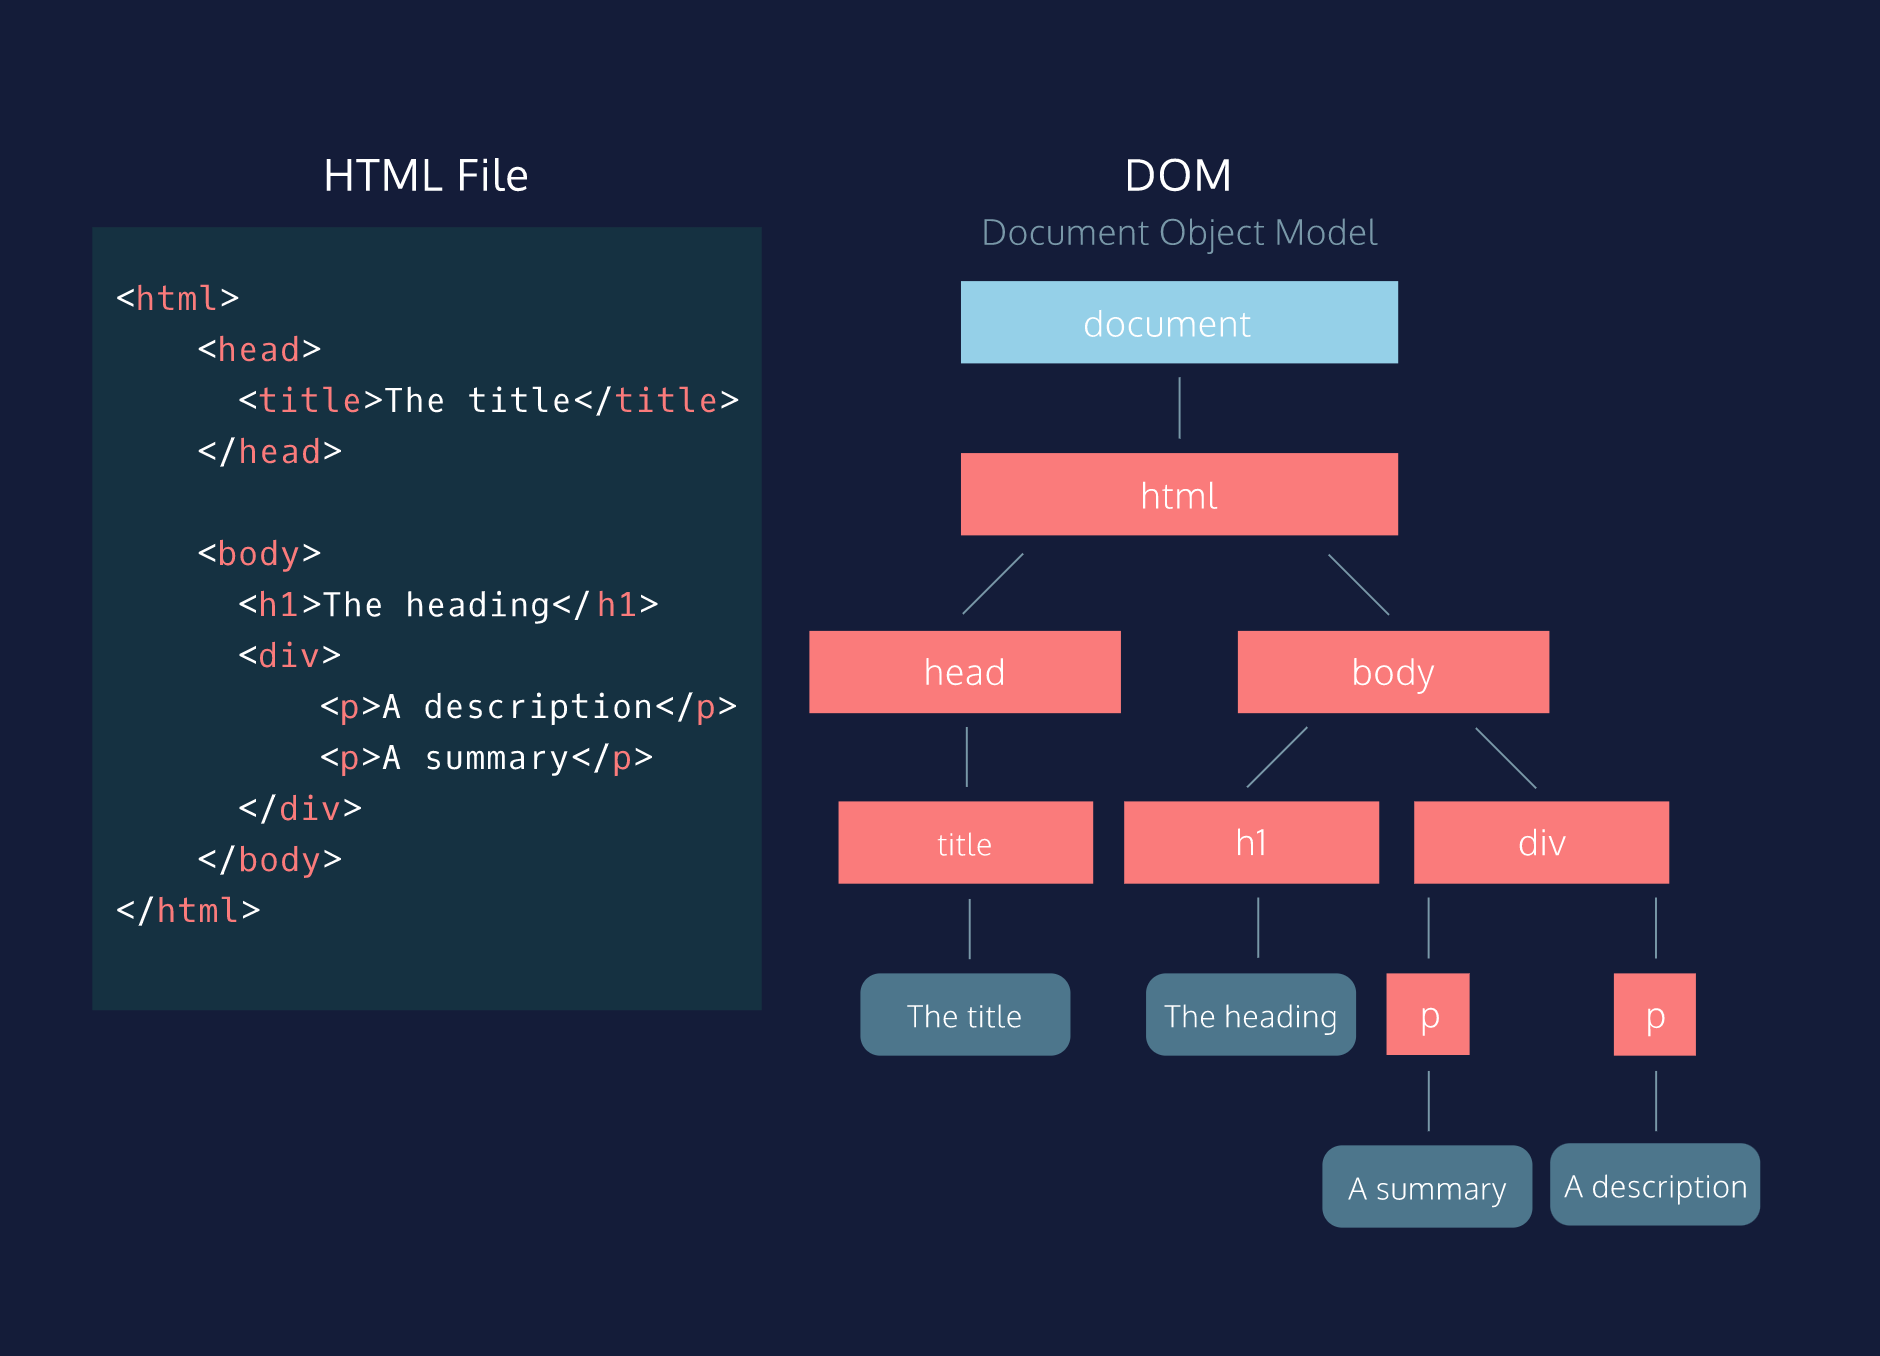 HTML File
<html>
<head>
<title>The title</title>
</head>
<body>
<h1>The heading</h1>
<div>
<p>A description</p>
<p>A summary</p>
</div>
</body>
</html>
DOM
Document Object Model
document
html
head body
title h1 div
The title The heading p p
A summary A description